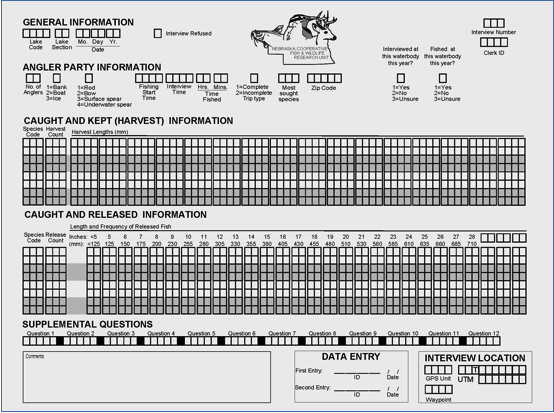 GENERAL INFORMATION
Lake Code
Lake Section
Mo. Day Yr.
Date
Interview Refused
NEBRASKA COOPERATIVE
FISH & WILDLIFE
RESEARCH UNIT
Interview Number
Clerk ID
ANGLER PARTY INFORMATION
No. of Anglers
1=Bank
2=Boat
3=Ice
1=Rod
2=Bow
3=Surface spear
4=Underwater spear
Fishing Start Time
Interview Time
Hrs. Mins.
Time Fished
1=Complete
2=Incomplete
Trip type
Most sought species
Zip Code
Interviewed at this waterbody this year?
1=Yes
2=No
3=Unsure
Fished at this waterbody this year?
1=Yes
2=No
3=Unsure
CAUGHT AND KEPT (HARVEST) INFORMATION
Species Code
Harvest Count
Harvest Lengths (mm)
CAUGHT AND RELEASED INFORMATION
Length and Frequency of Released Fish
Species Code
Release Count
Inches: <5 5 6 7 8 9 10 11 12 13 14 15 16 17 18 19 20 21 22 23 24 25 26 27 28
(mm): <125 125 150 175 200 230 255 280 305 330 355 380 405 430 455 480 510 530 560 585 610 635 660 685 710
SUPPLEMENTAL QUESTIONS
Question 1 Question 2 Question 3 Question 4 Question 5 Question 6 Question 7 Question 8 Question 9 Question 10 Question 11 Question 12
Comments:
DATA ENTRY
First Entry:
ID
/ /
Date
Second Entry:
ID
/ /
Date
INTERVIEW LOCATION
GPS Unit
UTM
T
Waypoint